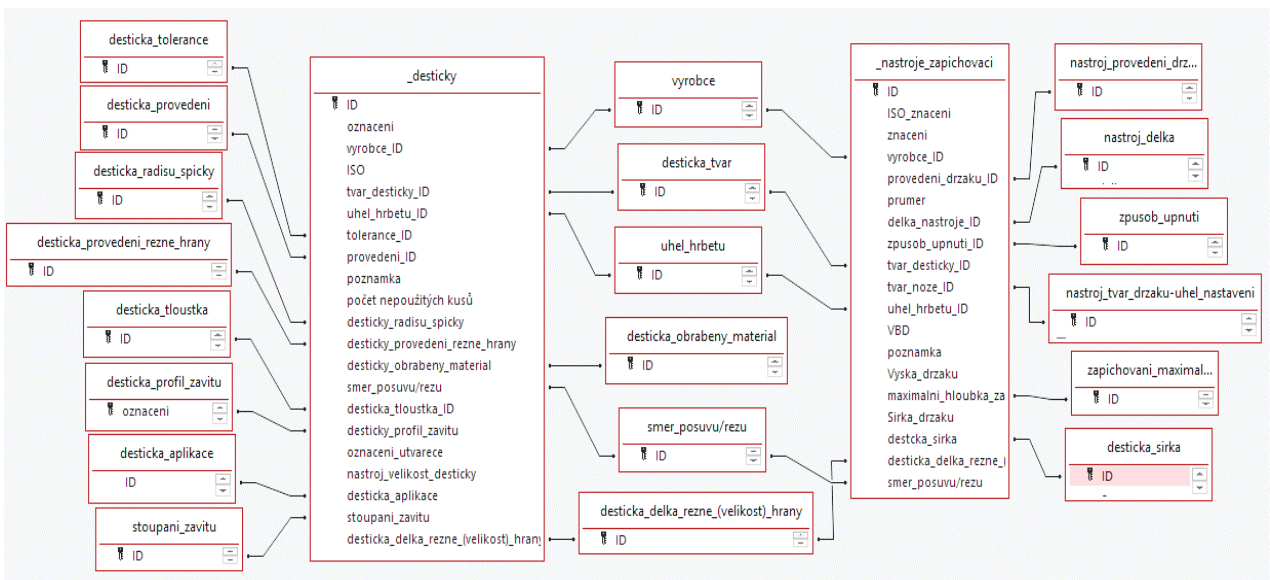 desticka_tolerance
ID
desticka_provedeni
ID
desticka_radisu_spicky
ID
desticka_provedeni_rezne_hrany
ID
desticka_tloustka
ID
desticka_profil_zavitu
oznaceni
desticka_aplikace
ID
stoupani_zavitu
ID
_desticky
ID
oznaceni
vyrobce_ID
ISO
tvar_desticky_ID
uhel_hrbetu_ID
tolerance_ID
provedeni_ID
poznamka
počet nepoužitých kusů
desticky_radisu_spicky
desticky_provedeni_rezne_hrany
desticky_obrabeny_material
smer_posuvu/rezu
desticka_tloustka_ID
desticky_profil_zavitu
oznaceni_utvarece
nastroj_velikost_desticky
desticka_aplikace
stoupani_zavitu
desticka_delka_rezne_(velikost)_hrany
vyrobce
ID
desticka_tvar
ID
uhel_hrbetu
ID
desticka_obrabeny_material
ID
smer_posuvu/rezu
ID
desticka_delka_rezne_(velikost)_hrany
ID
_nastroje_zapichovaci
ID
ISO_znaceni
znaceni
vyrobce_ID
provedeni_drzaku_ID
prumer
delka_nastroje_ID
zpusob_upnuti_ID
tvar_desticky_ID
tvar_noze_ID
uhel_hrbetu_ID
VBD
poznamka
Vyska_drzaku
maximalni_hloubka_za
Sirka_drzaku
destcka_sirka
desticka_delka_rezne_(
smer_posuvu/rezu
nastroj_provedeni_drz...
ID
nastroj_delka
ID
zpusob_upnuti
ID
nastroj_tvar_drzaku-uhel_nastaveni
ID
zapichovani_maximal...
ID
desticka_sirka
ID